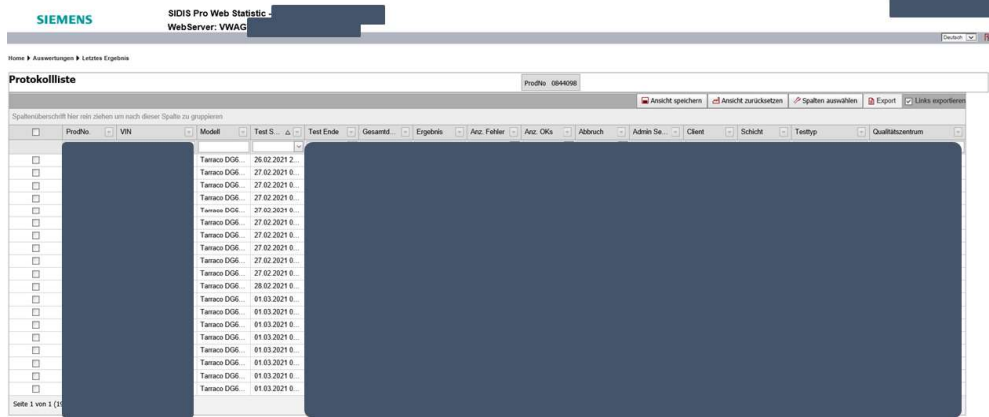 SIEMENS
SIDIS Pro Web Statistic -
WebServer: VWAG
Deutsch
Home Auswertungen Letztes Ergebnis
Protokollliste
ProdNo 0844098
Ansicht speichern Ansicht zurücksetzen Spalten auswählen Export Links exportieren
Spaltenüberschrift hier rein ziehen um nach dieser Spalte zu gruppieren
ProdNo. VIN Modell Test S... Test Ende Gesamtd... Ergebnis Anz. Fehler Anz. OKs Abbruch Admin Se... Client Schicht Testtyp Qualitätszentrum
Tarraco DG6... 26.02.2021 2...
Tarraco DG6... 27.02.2021 0...
Tarraco DG6... 27.02.2021 0...
Tarraco DG6... 27.02.2021 0...
Tarraco DG6... 27.02.2021 0...
Tarraco DG6... 27.02.2021 0...
Tarraco DG6... 27.02.2021 0...
Tarraco DG6... 27.02.2021 0...
Tarraco DG6... 27.02.2021 0...
Tarraco DG6... 27.02.2021 0...
Tarraco DG6... 28.02.2021 0...
Tarraco DG6... 01.03.2021 0...
Tarraco DG6... 01.03.2021 0...
Tarraco DG6... 01.03.2021 0...
Tarraco DG6... 01.03.2021 0...
Tarraco DG6... 01.03.2021 0...
Tarraco DG6... 01.03.2021 0...
Tarraco DG6... 01.03.2021 0...
Tarraco DG6... 01.03.2021 0...
Seite 1 von 1 (19